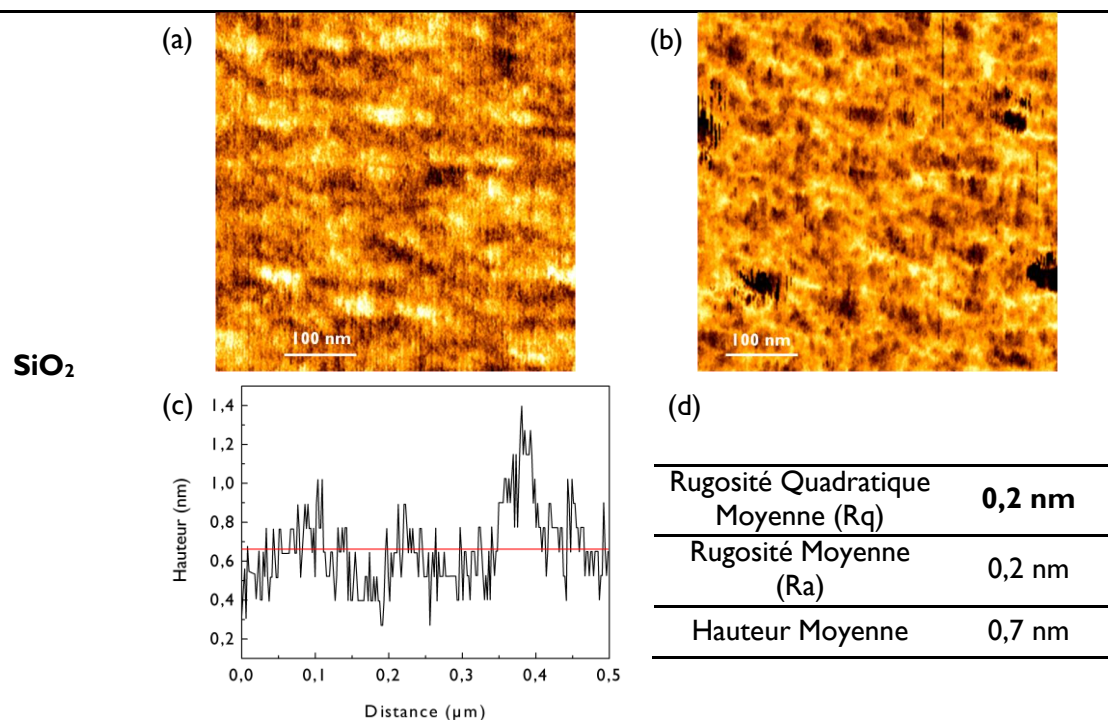 (a)
(b)
100 nm
100 nm
SiO₂
(c)
(d)
Hauteur (nm)
1,4
1,2
1,0
0,8
0,6
0,4
0,2
0,0
0,1
0,2
0,3
0,4
0,5
Distance (µm)
Rugosité Quadratique
Moyenne (Rq)
0,2 nm
Rugosité Moyenne
(Ra)
0,2 nm
Hauteur Moyenne
0,7 nm